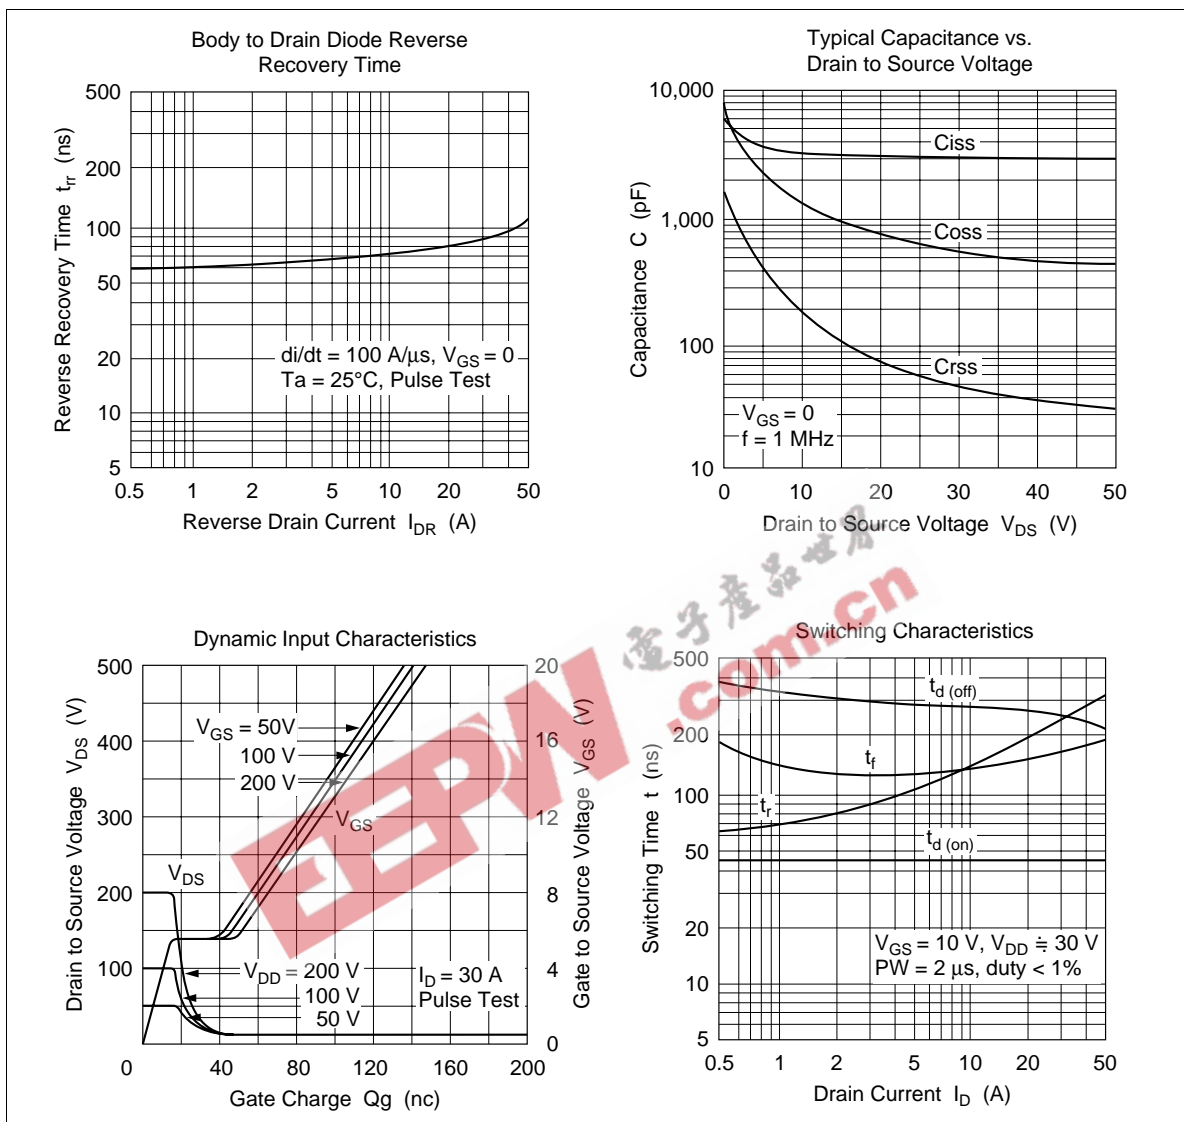 Body to Drain Diode Reverse
Recovery Time
500
200
100
50
20
10
5
Reverse Recovery Time trr (ns)
di/dt = 100 A/μs, VGS = 0
Ta = 25°C, Pulse Test
0.5 1 2 5 10 20 50
Reverse Drain Current IDR (A)
Typical Capacitance vs.
Drain to Source Voltage
10,000
1,000
100
10
Capacitance C (pF)
Ciss
Coss
Crss
VGS = 0
f = 1 MHz
0 10 20 30 40 50
Drain to Source Voltage VDS (V)
Dynamic Input Characteristics
500
400
300
200
100
0
Drain to Source Voltage VDS (V)
VGS = 50V
100 V
200 V
VGS
VDS
VDD = 200 V
100 V
50 V
ID = 30 A
Pulse Test
20
16
12
8
4
0
Gate to Source Voltage VGS (V)
40 80 120 160 200
Gate Charge Qg (nc)
Switching Characteristics
500
200
100
50
20
10
5
Switching Time t (ns)
td (off)
tf
tr
td (on)
VGS = 10 V, VDD ≒ 30 V
PW = 2 μs, duty < 1%
0.5 1 2 5 10 20 50
Drain Current ID (A)
EEPW
.com.cn
電子產品世界